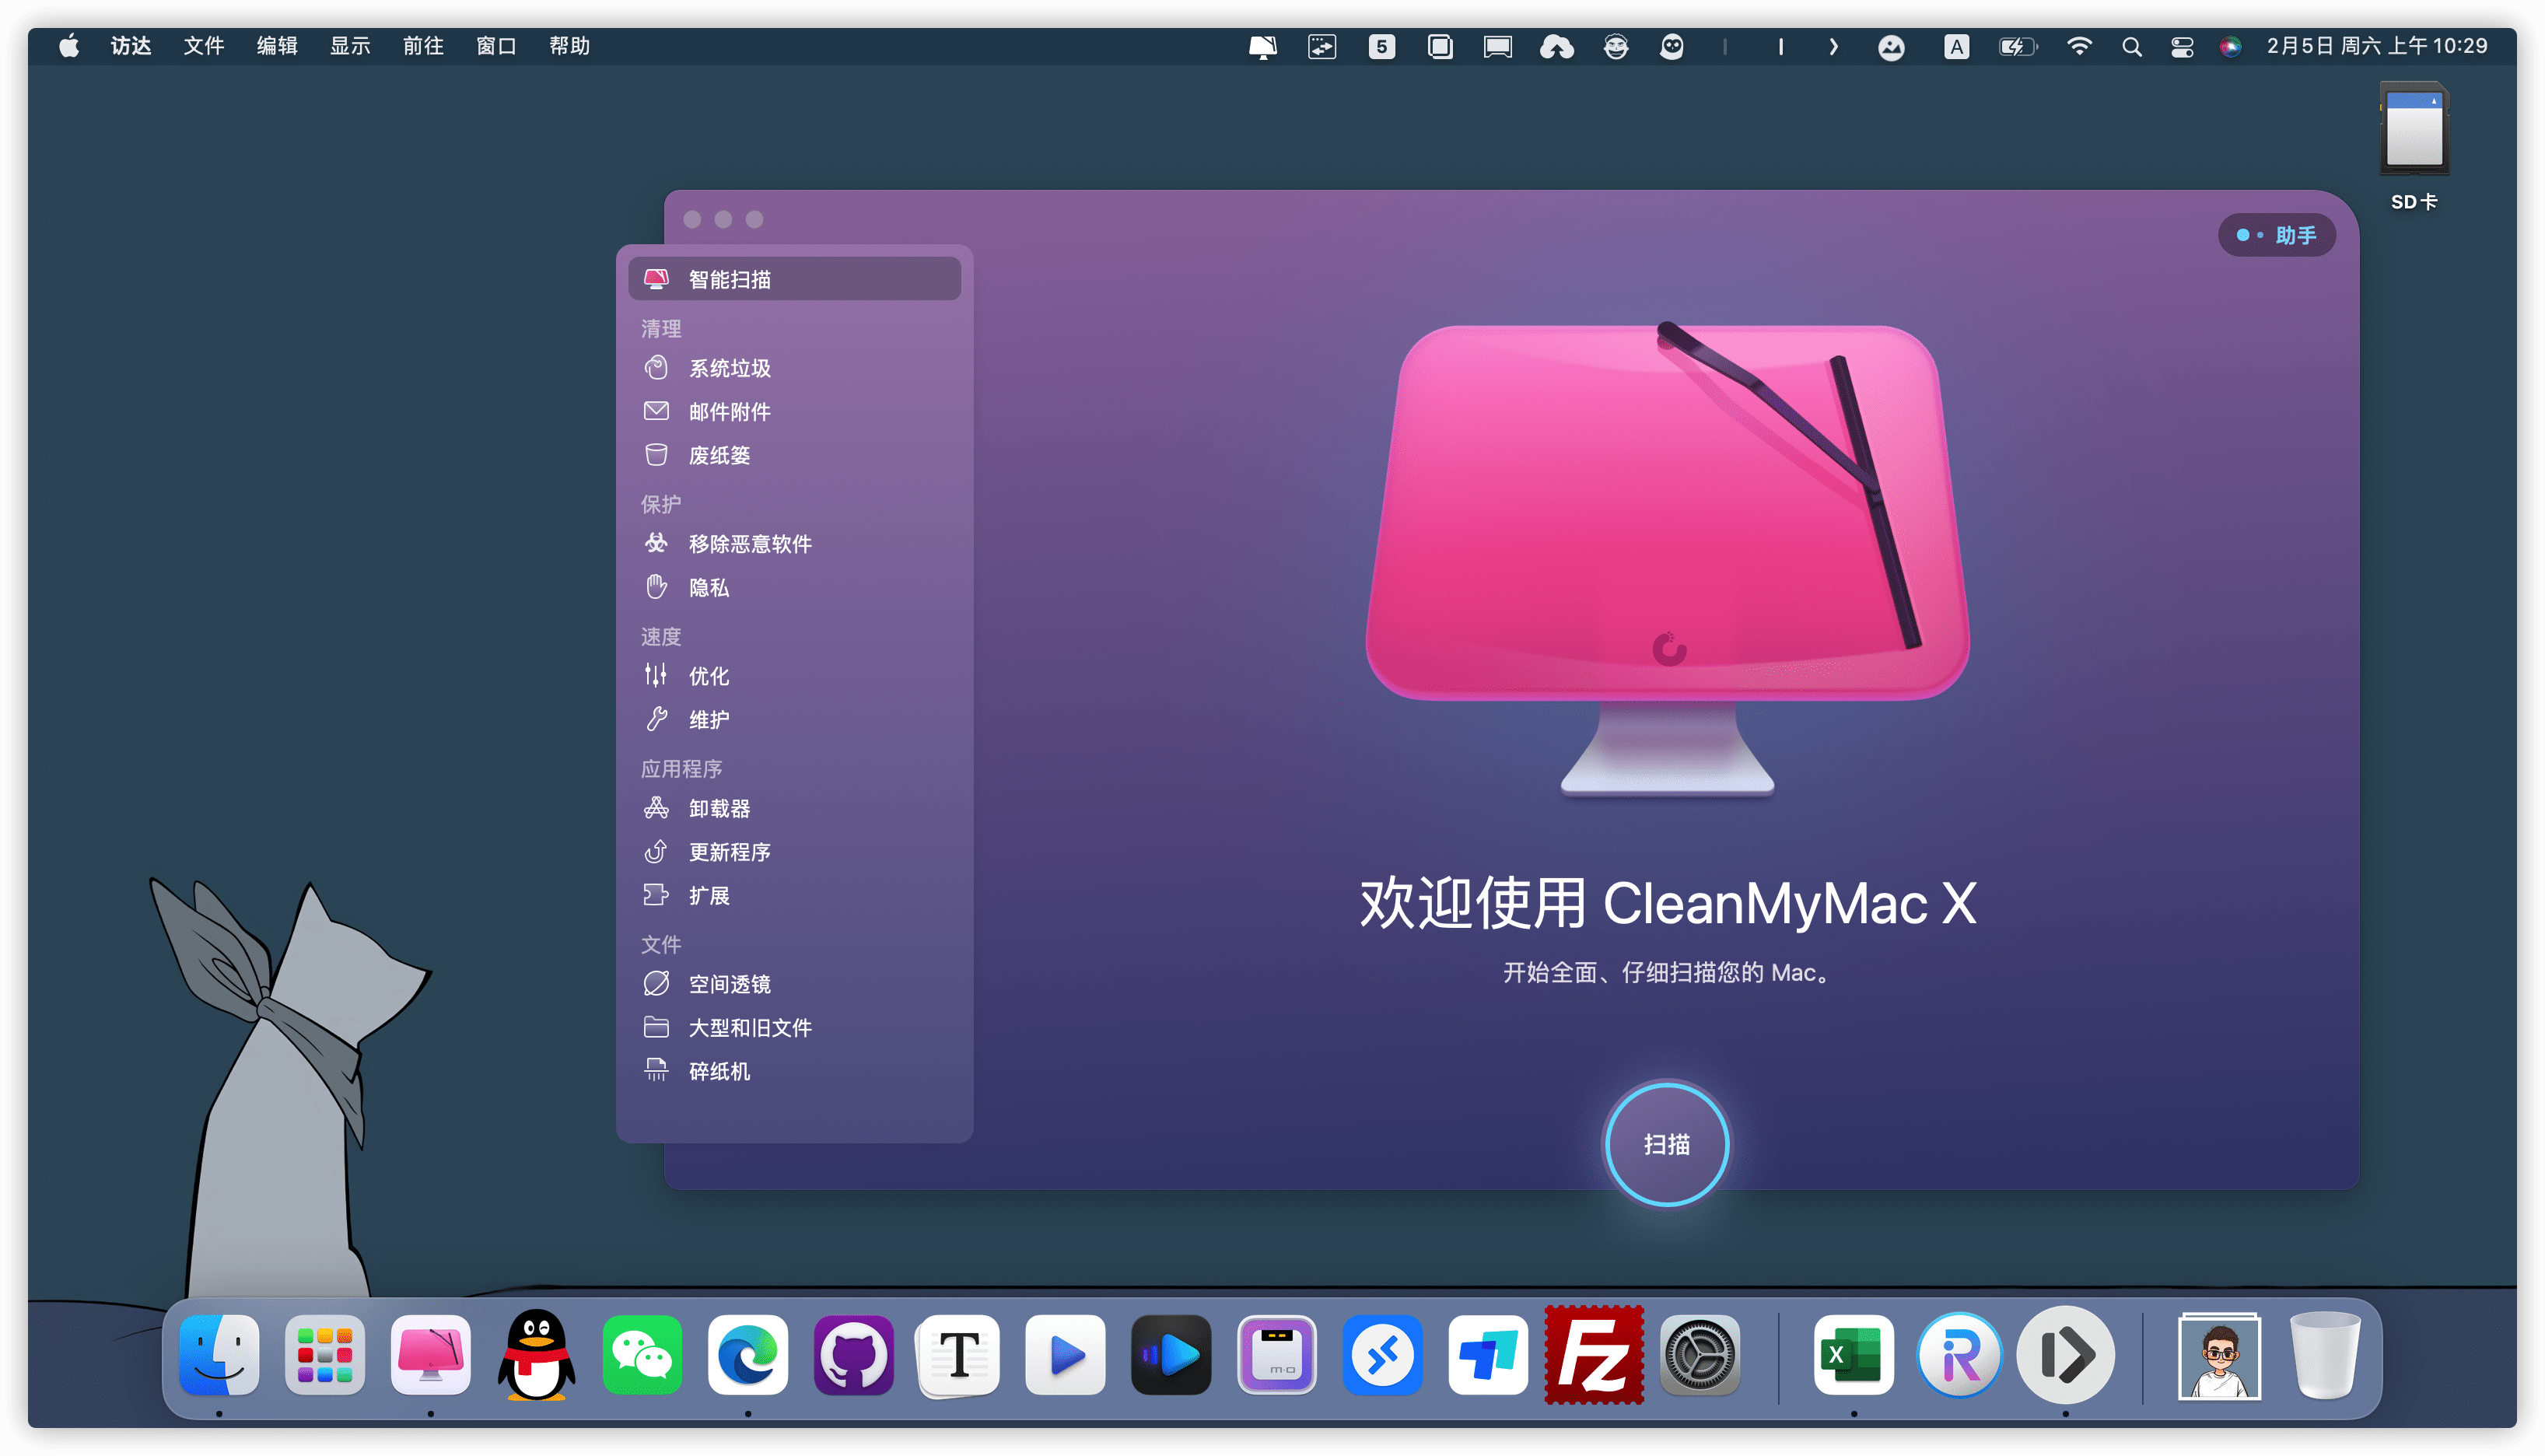 访达 文件 编辑 显示 前往 窗口 帮助 5 A 2月5日 周六 上午 10:29
SD卡
助手
智能扫描
清理
系统垃圾
邮件附件
废纸篓
保护
移除恶意软件
隐私
速度
优化
维护
应用程序
卸载器
更新程序
扩展
文件
空间透镜
大型和旧文件
碎纸机
欢迎使用 CleanMyMac X
开始全面、仔细扫描您的 Mac。
扫描
T
m-o
Fz
X
R